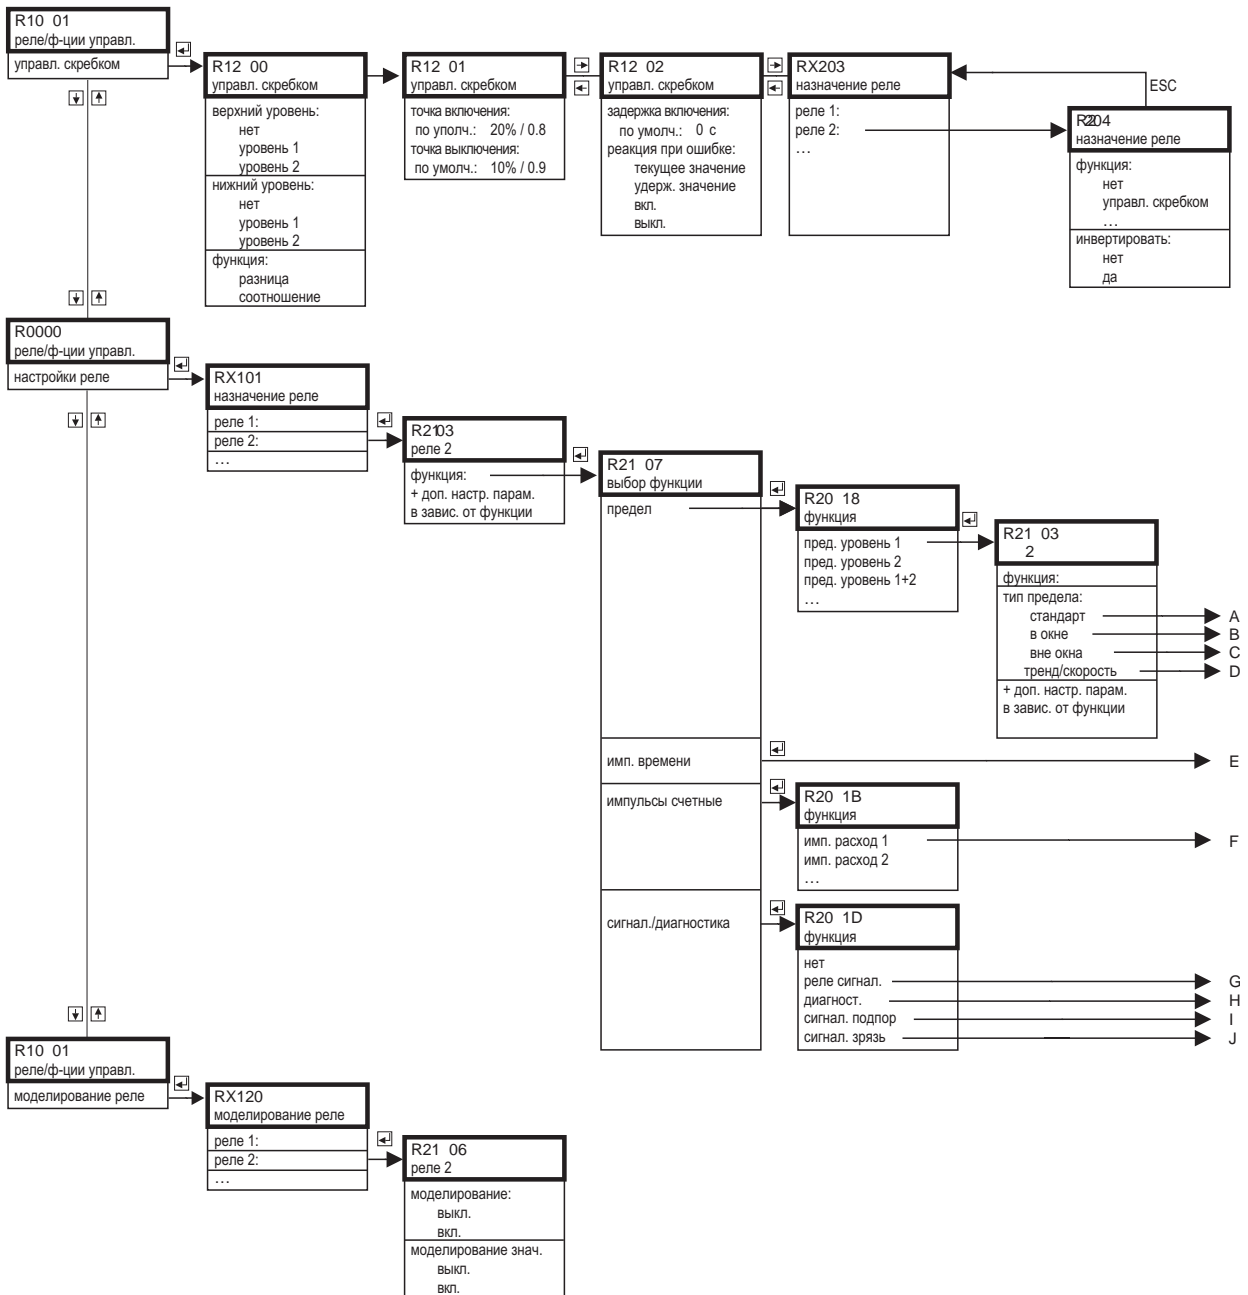 R10 01
реле/ф-ции управл.
управл. скребком
R12 00
управл. скребком
верхний уровень:
нет
уровень 1
уровень 2
нижний уровень:
нет
уровень 1
уровень 2
функция:
разница
соотношение
R12 01
управл. скребком
точка включения:
по уполч.: 20% / 0.8
точка выключения:
по умолч.: 10% / 0.9
R12 02
управл. скребком
задержка включения:
по умолч.: 0 с
реакция при ошибке:
текущее значение
удерж. значение
вкл.
выкл.
RX203
назначение реле
реле 1:
реле 2:
...
ESC
назначение реле
функция:
нет
управл. скребком
...
инвертировать:
нет
да
R0000
реле/ф-ции управл.
настройки реле
RX101
назначение реле
реле 1:
реле 2:
...
R2103
реле 2
функция:
+ доп. настр. парам.
в завис. от функции
R21 07
выбор функции
предел
R20 18
функция
пред. уровень 1
пред. уровень 2
пред. уровень 1+2
...
R21 03
2
функция:
тип предела:
стандарт
в окне
вне окна
тренд/скорость
+ доп. настр. парам.
в завис. от функции
A
B
C
D
имп. времени
E
импульсы счетные
R20 1B
функция
имп. расход 1
имп. расход 2
...
F
сигнал./диагностика
R20 1D
функция
нет
реле сигнал.
диагност.
сигнал. подпор
сигнал. зрязь
G
H
I
J
R10 01
реле/ф-ции управл.
моделирование реле
RX120
моделирование реле
реле 1:
реле 2:
...
R21 06
реле 2
моделирование:
выкл.
вкл.
моделирование знач.
выкл.
вкл.